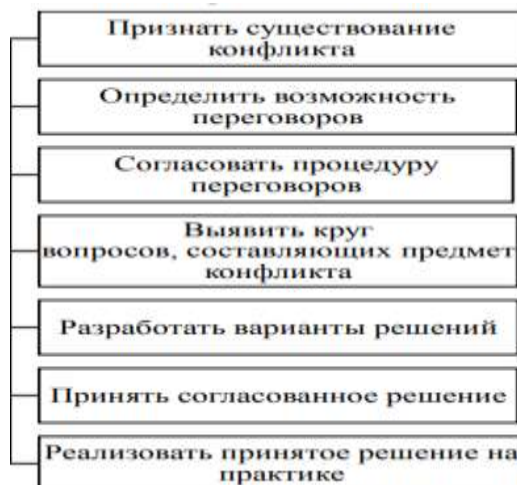 Признать существование
конфликта
Определить возможность
переговоров
Согласовать процедуру
переговоров
Выявить круг
вопросов, составляющих предмет
конфликта
Разработать варианты решений
Принять согласованное решение
Реализовать принятое решение на
практике